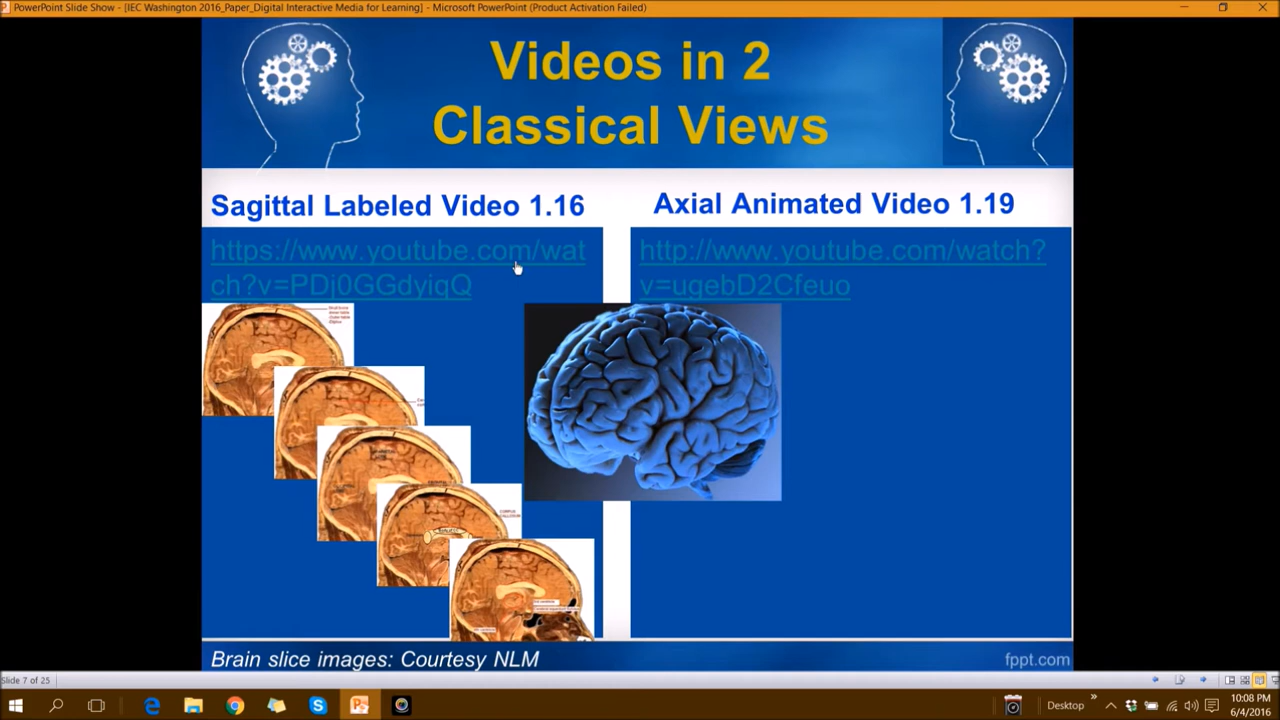 PowerPoint Slide Show - [IEC Washington 2016_Paper_Digital Interactive Media for Learning] - Microsoft PowerPoint (Product Activation Failed)
Videos in 2
Classical Views
Sagittal Labeled Video 1.16
https://www.youtube.com/wat
ch?v=PDj0GGdyiqQ
Axial Animated Video 1.19
http://www.youtube.com/watch?
v=ugebD2Cfeuo
Brain slice images: Courtesy NLM
fppt.com
Slide 7 of 25
Desktop
10:08 PM
6/4/2016